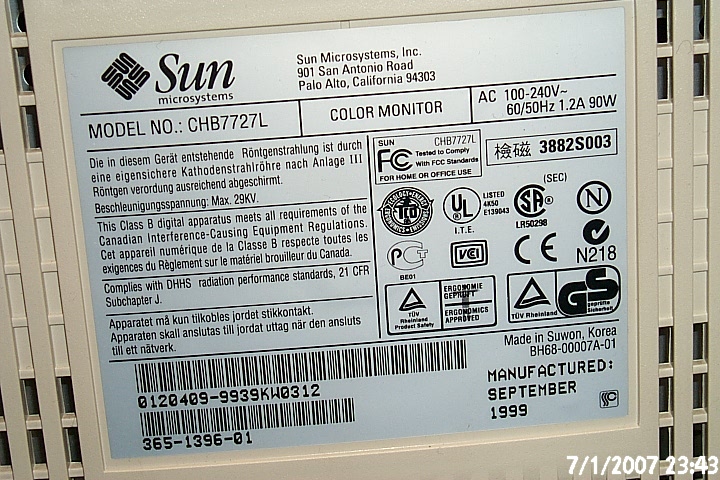 Sun
microsystems
Sun Microsystems, Inc.
901 San Antonio Road
Palo Alto, California 94303
MODEL NO.: CHB7727L
COLOR MONITOR
AC 100-240V~
60/50Hz 1.2A 90W
Die in diesem Gerät entstehende Röntgenstrahlung ist durch
eine eigensichere Kathodenstrahlröhre nach Anlage III
Röntgen verordung ausreichend abgeschirmt.
Beschleunigungsspannung: Max. 29KV.
This Class B digital apparatus meets all requirements of the
Canadian Interference-Causing Equipment Regulations.
Cet appareil numérique de la Classe B respecte toutes les
exigences du Règlement sur le matériel brouilleur du Canada.
Complies with DHHS radiation performance standards, 21 CFR
Subchapter J.
Apparatet må kun tilkobles jordet stikkontakt.
Apparaten skall anslutas till jordat uttag när den ansluts
till ett nätverk.
SUN CHB7727L
FC Tested to Comply
With FCC Standards
FOR HOME OR OFFICE USE
檢磁 3882S003
TCO
UL
LISTED
4K50
E139043
I.T.E.
(SEC)
SA
LR50298
N
PCT
BE01
VCI
CE
N218
TÜV
Rheinland
Product Safety
ERGONOMIE
GEPRÜFT
ERGONOMICS
APPROVED
TÜV Rheinland
GS
geprüfte
Sicherheit
Made in Suwon, Korea
BH68-00007A-01
0120409-9939KW0312
365-1396-01
MANUFACTURED:
SEPTEMBER
1999
7/1/2007 23:43